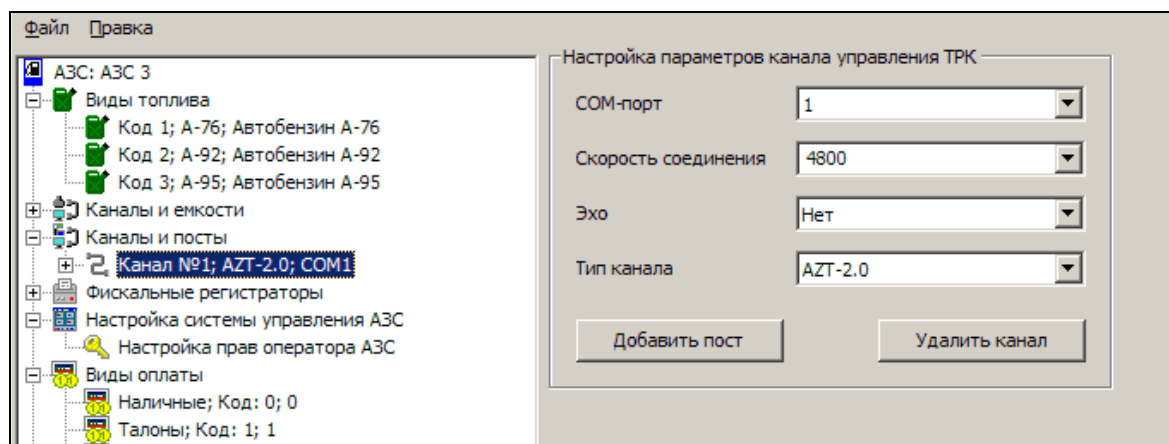 Файл Правка
АЗС: АЗС 3
Виды топлива
Код 1; А-76; Автобензин А-76
Код 2; А-92; Автобензин А-92
Код 3; А-95; Автобензин А-95
Каналы и емкости
Каналы и посты
Канал №1; AZT-2.0; COM1
Фискальные регистраторы
Настройка системы управления АЗС
Настройка прав оператора АЗС
Виды оплаты
Наличные; Код: 0; 0
Талоны; Код: 1; 1
Настройка параметров канала управления ТРК
COM-порт 1
Скорость соединения 4800
Эхо Нет
Тип канала AZT-2.0
Добавить пост Удалить канал